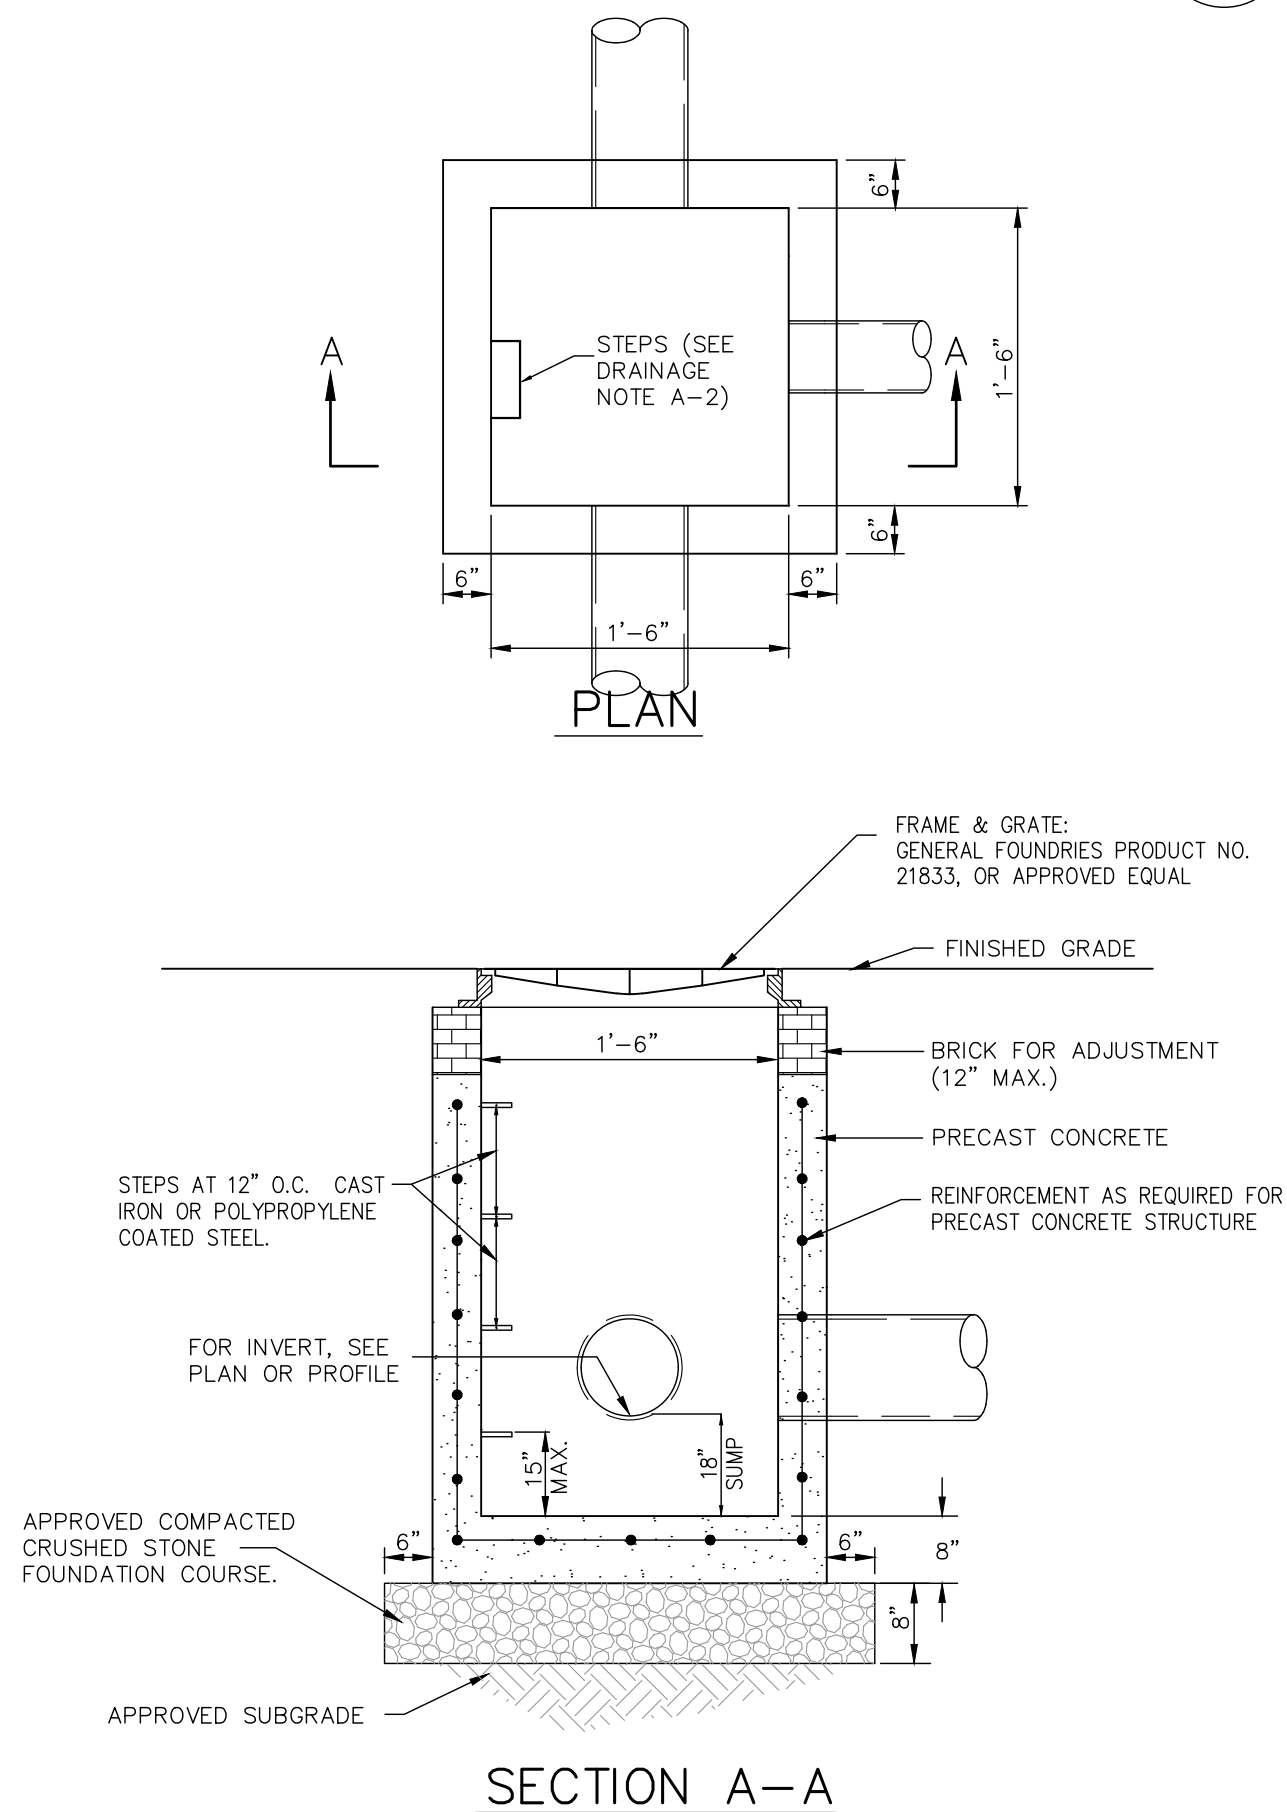 6"
A
STEPS (SEE
DRAINAGE
NOTE A-2)
A
1'-6"
6"
6"
6"
1'-6"
PLAN
FRAME & GRATE:
GENERAL FOUNDRIES PRODUCT NO.
21833, OR APPROVED EQUAL
FINISHED GRADE
1'-6"
BRICK FOR ADJUSTMENT
(12" MAX.)
PRECAST CONCRETE
STEPS AT 12" O.C. CAST
IRON OR POLYPROPYLENE
COATED STEEL.
REINFORCEMENT AS REQUIRED FOR
PRECAST CONCRETE STRUCTURE
FOR INVERT, SEE
PLAN OR PROFILE
15"
MAX.
18"
SUMP
APPROVED COMPACTED
CRUSHED STONE
FOUNDATION COURSE.
6"
6"
8"
8"
APPROVED SUBGRADE
SECTION A-A